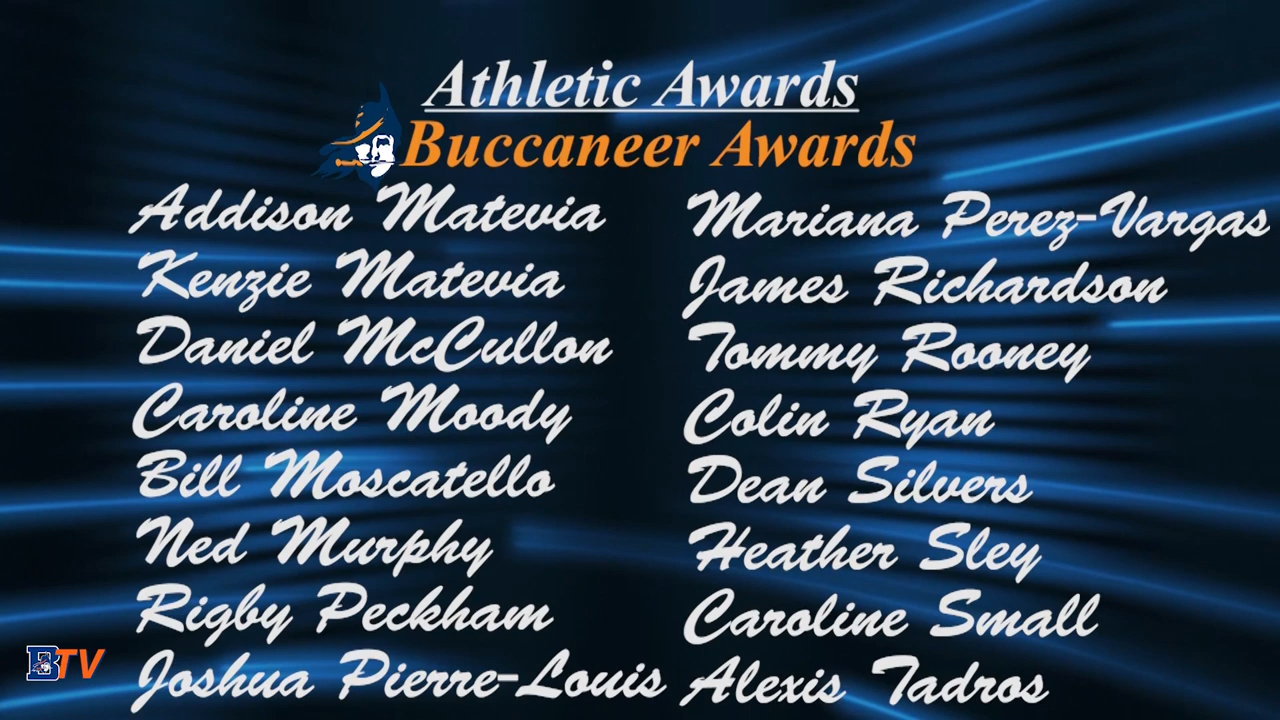 Athletic Awards
Buccaneer Awards
Addison Matevia
Kenzie Matevia
Daniel McCullon
Caroline Moody
Bill Moscatello
Ned Murphy
Rigby Peckham
Joshua Pierre-Louis
Mariana Perez-Vargas
James Richardson
Tommy Rooney
Colin Ryan
Dean Silvers
Heather Sley
Caroline Small
Alexis Tadros
BTV